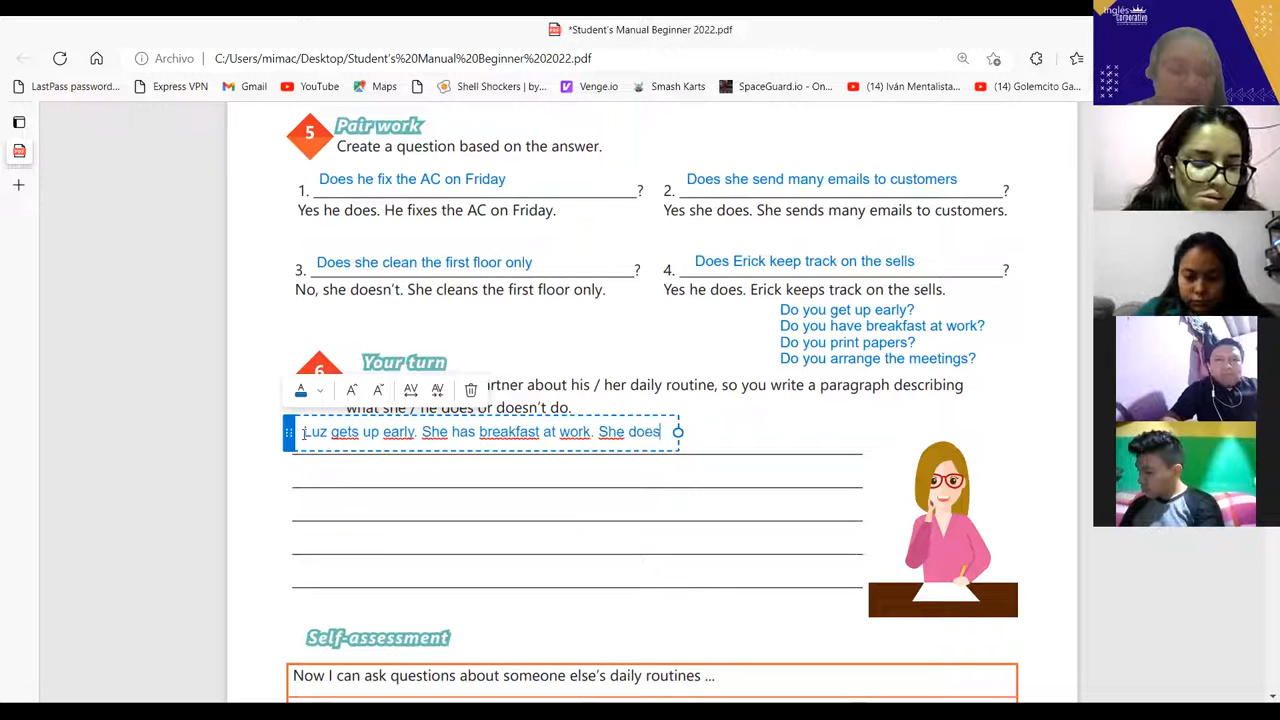 *Student's Manual Beginner 2022.pdf
Archivo C:/Users/mimac/Desktop/Student's%20Manual%20Beginner%202022.pdf
LastPass password... Express VPN Gmail YouTube Maps Shell Shockers | by... Venge.io Smash Karts SpaceGuard.io - On... (14) Iván Mentalista... (14) Golemcito Ga...
Inglés
Corporativo
5 Pair work
Create a question based on the answer.
1. Does he fix the AC on Friday ?
Yes he does. He fixes the AC on Friday.
2. Does she send many emails to customers ?
Yes she does. She sends many emails to customers.
3. Does she clean the first floor only ?
No, she doesn't. She cleans the first floor only.
4. Does Erick keep track on the sells ?
Yes he does. Erick keeps track on the sells.
Do you get up early?
Do you have breakfast at work?
Do you print papers?
Do you arrange the meetings?
6 Your turn
artner about his / her daily routine, so you write a paragraph describing
what she / he does or doesn't do.
Luz gets up early. She has breakfast at work. She does
Self-assessment
Now I can ask questions about someone else's daily routines ...